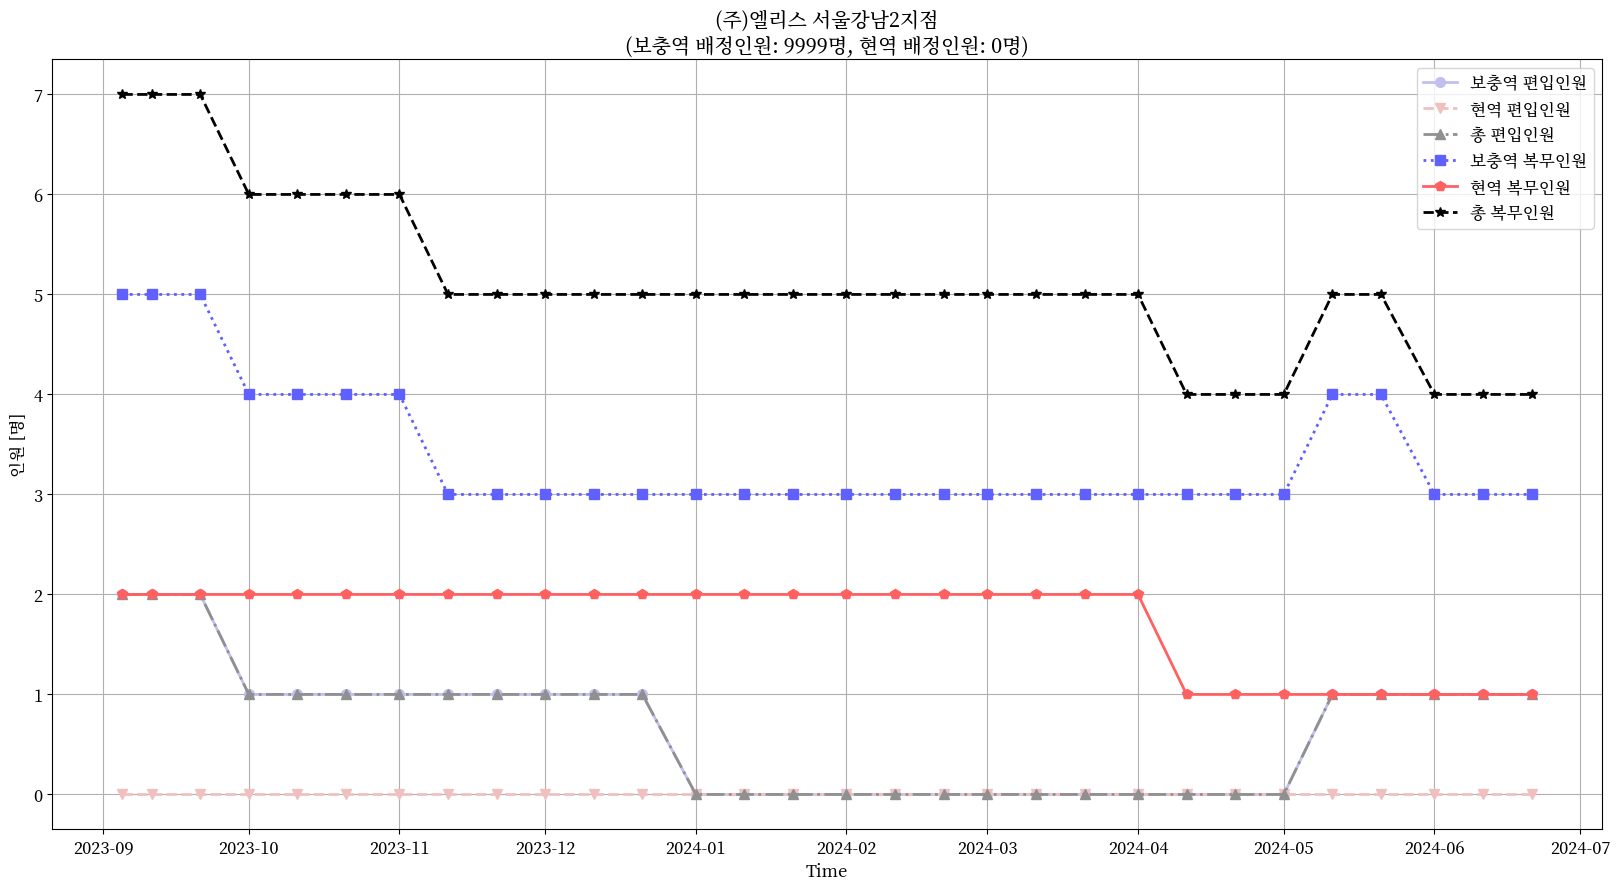 (주)엘리스 서울강남2지점
(보충역 배정인원: 9999명, 현역 배정인원: 0명)
보충역 편입인원
현역 편입인원
총 편입인원
보충역 복무인원
현역 복무인원
총 복무인원
인원 [명]
7
6
5
4
3
2
1
0
2023-09 2023-10 2023-11 2023-12 2024-01 2024-02 2024-03 2024-04 2024-05 2024-06 2024-07
Time